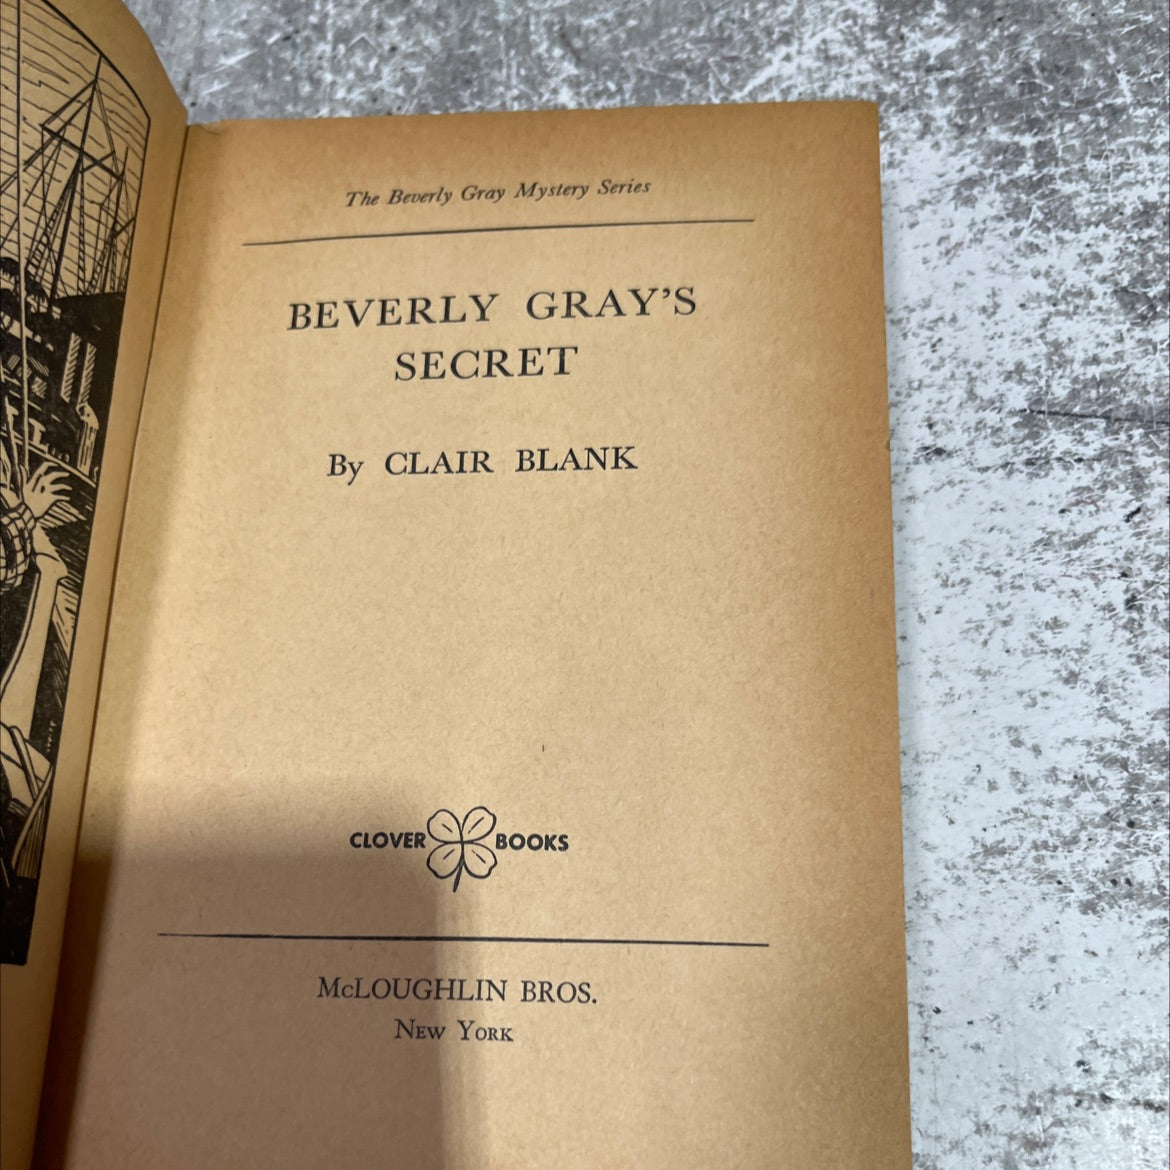 The Beverly Gray Mystery Series
BEVERLY GRAY'S
SECRET
By CLAIR BLANK
CLOVER BOOKS
McLOUGHLIN BROS.
NEW YORK